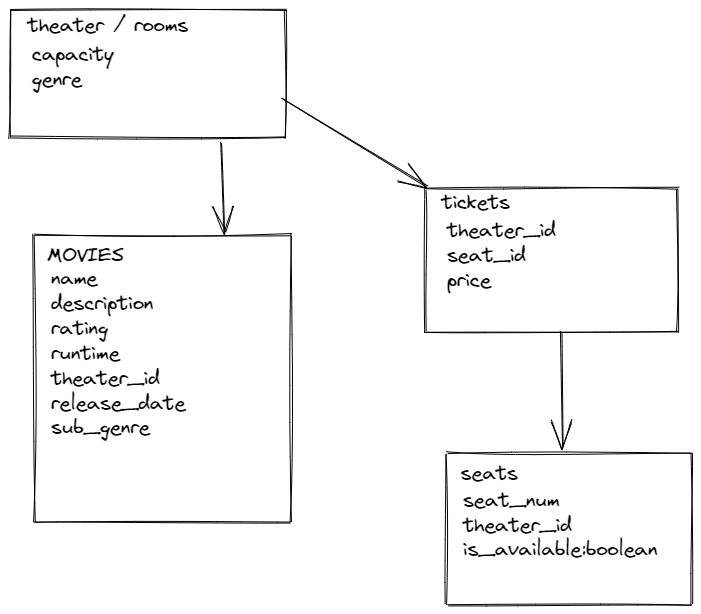 theater / rooms
capacity
genre
MOVIES
name
description
rating
runtime
theater_id
release_date
sub_genre
tickets
theater_id
seat_id
price
seats
seat_num
theater_id
is_available:boolean